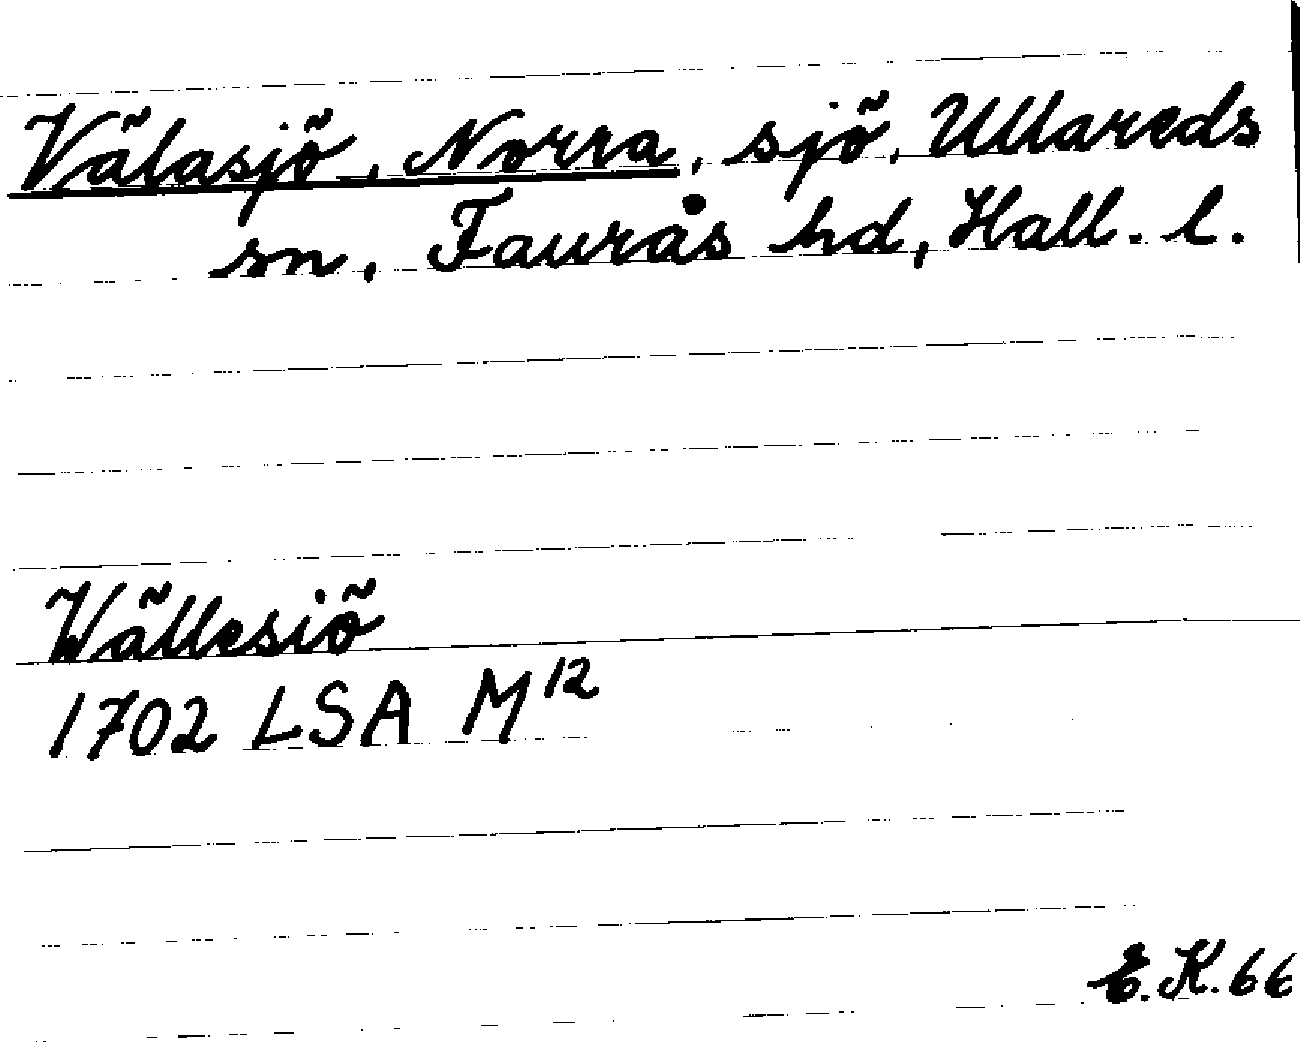 Välasjö, Norra, sjö, Ullareds
sn, Faurås hd, Hall. l.
Wällesiö
1702 LSA M¹²
E.K. 66